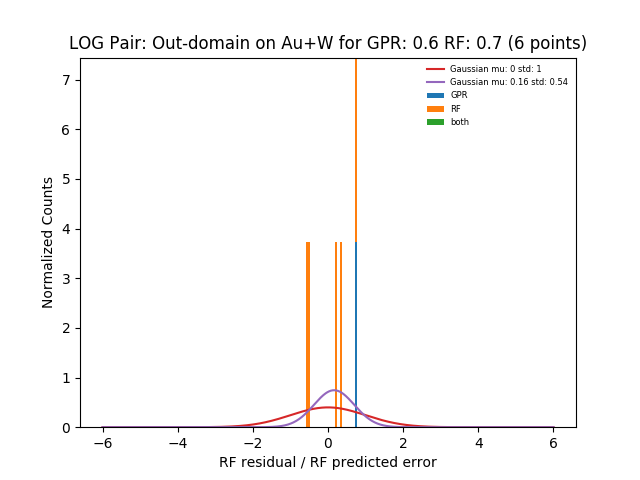 LOG Pair: Out-domain on Au+W for GPR: 0.6 RF: 0.7 (6 points)
Gaussian mu: 0 std: 1
Gaussian mu: 0.16 std: 0.54
GPR
RF
both
Normalized Counts
7
6
5
4
3
2
1
0
−6 −4 −2 0 2 4 6
RF residual / RF predicted error